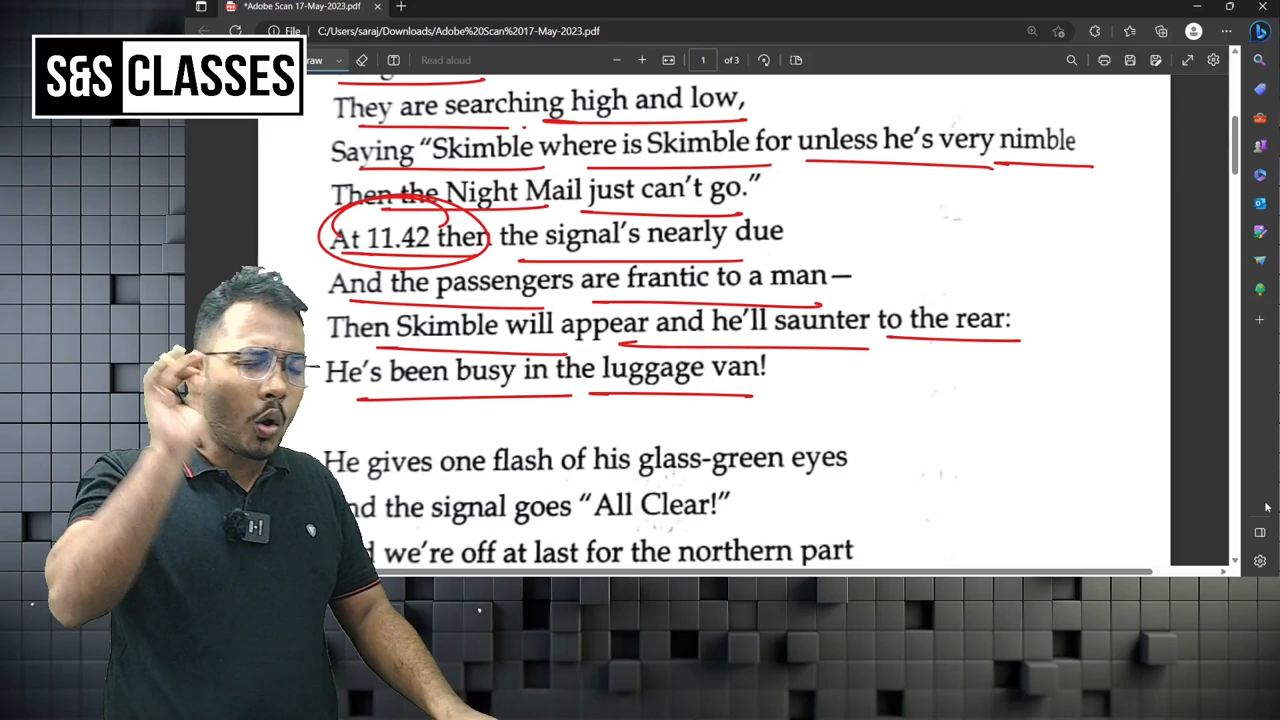 *Adobe Scan 17-May-2023.pdf
File
C:/Users/saraj/Downloads/Adobe%20Scan%2017-May-2023.pdf
S&S CLASSES
Read aloud
1
of 3
They are searching high and low,
Saying “Skimble where is Skimble for unless he’s very nimble
Then the Night Mail just can’t go.”
At 11.42 then the signal’s nearly due
And the passengers are frantic to a man—
Then Skimble will appear and he’ll saunter to the rear:
He’s been busy in the luggage van!
He gives one flash of his glass-green eyes
the signal goes “All Clear!”
we’re off at last for the northern part